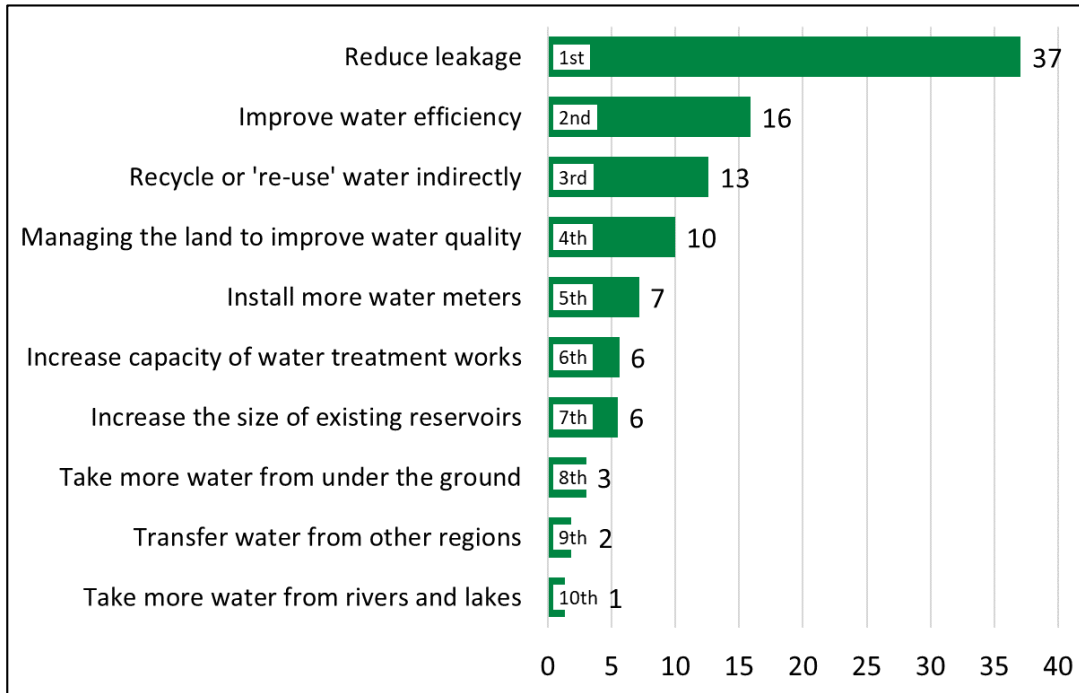 Reduce leakage 1st 37
Improve water efficiency 2nd 16
Recycle or 're-use' water indirectly 3rd 13
Managing the land to improve water quality 4th 10
Install more water meters 5th 7
Increase capacity of water treatment works 6th 6
Increase the size of existing reservoirs 7th 6
Take more water from under the ground 8th 3
Transfer water from other regions 9th 2
Take more water from rivers and lakes 10th 1
0 5 10 15 20 25 30 35 40